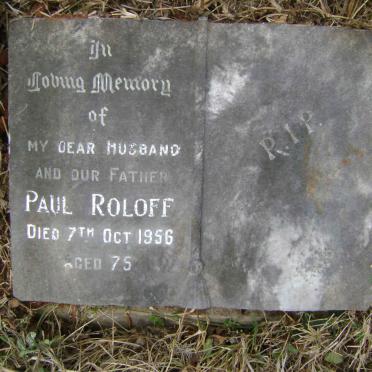 In
Loving Memory
of
MY DEAR HUSBAND
AND OUR FATHER
PAUL ROLOFF
DIED 7TH OCT 1956
AGED 75
R.I.P.